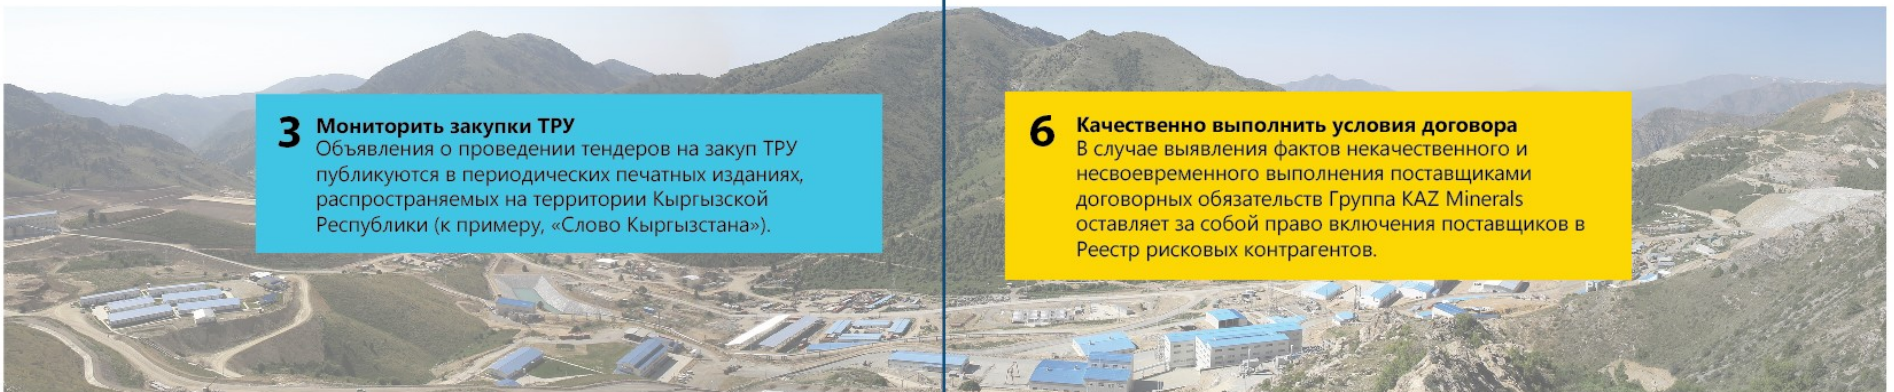 3 Мониторить закупки ТРУ
Объявления о проведении тендеров на закуп ТРУ
публикуются в периодических печатных изданиях,
распространяемых на территории Кыргызской
Республики (к примеру, «Слово Кыргызстана»).
6 Качественно выполнить условия договора
В случае выявления фактов некачественного и
несвоевременного выполнения поставщиками
договорных обязательств Группа KAZ Minerals
оставляет за собой право включения поставщиков в
Реестр рисковых контрагентов.